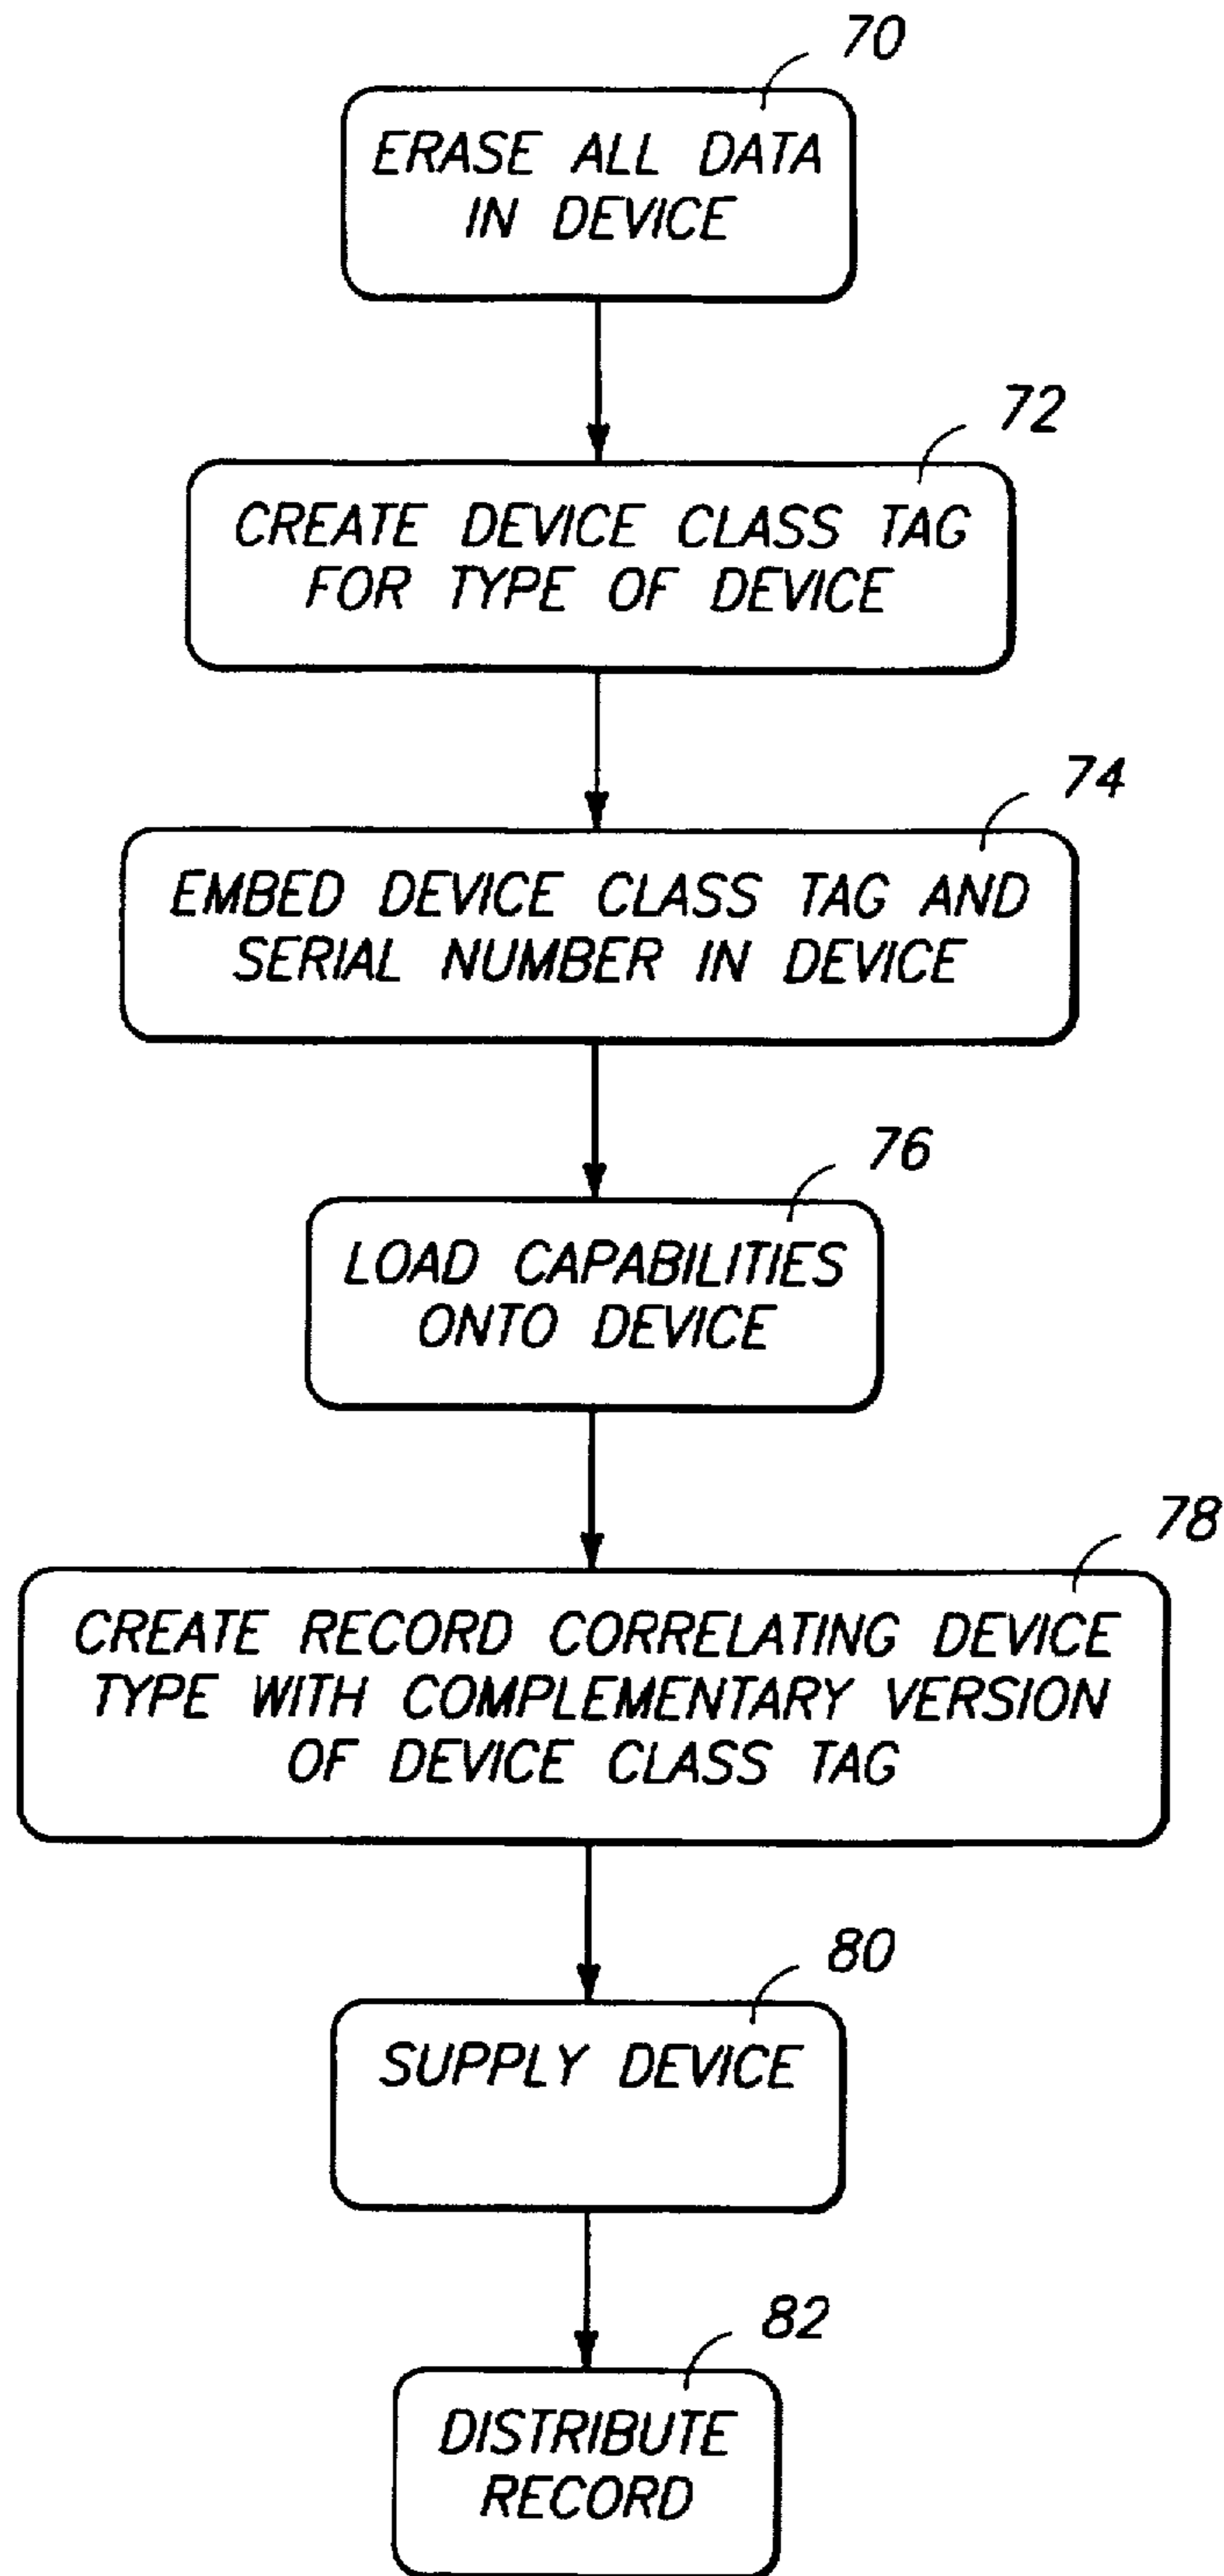 70
ERASE ALL DATA
IN DEVICE
72
CREATE DEVICE CLASS TAG
FOR TYPE OF DEVICE
74
EMBED DEVICE CLASS TAG AND
SERIAL NUMBER IN DEVICE
76
LOAD CAPABILITIES
ONTO DEVICE
78
CREATE RECORD CORRELATING DEVICE
TYPE WITH COMPLEMENTARY VERSION
OF DEVICE CLASS TAG
80
SUPPLY DEVICE
82
DISTRIBUTE
RECORD